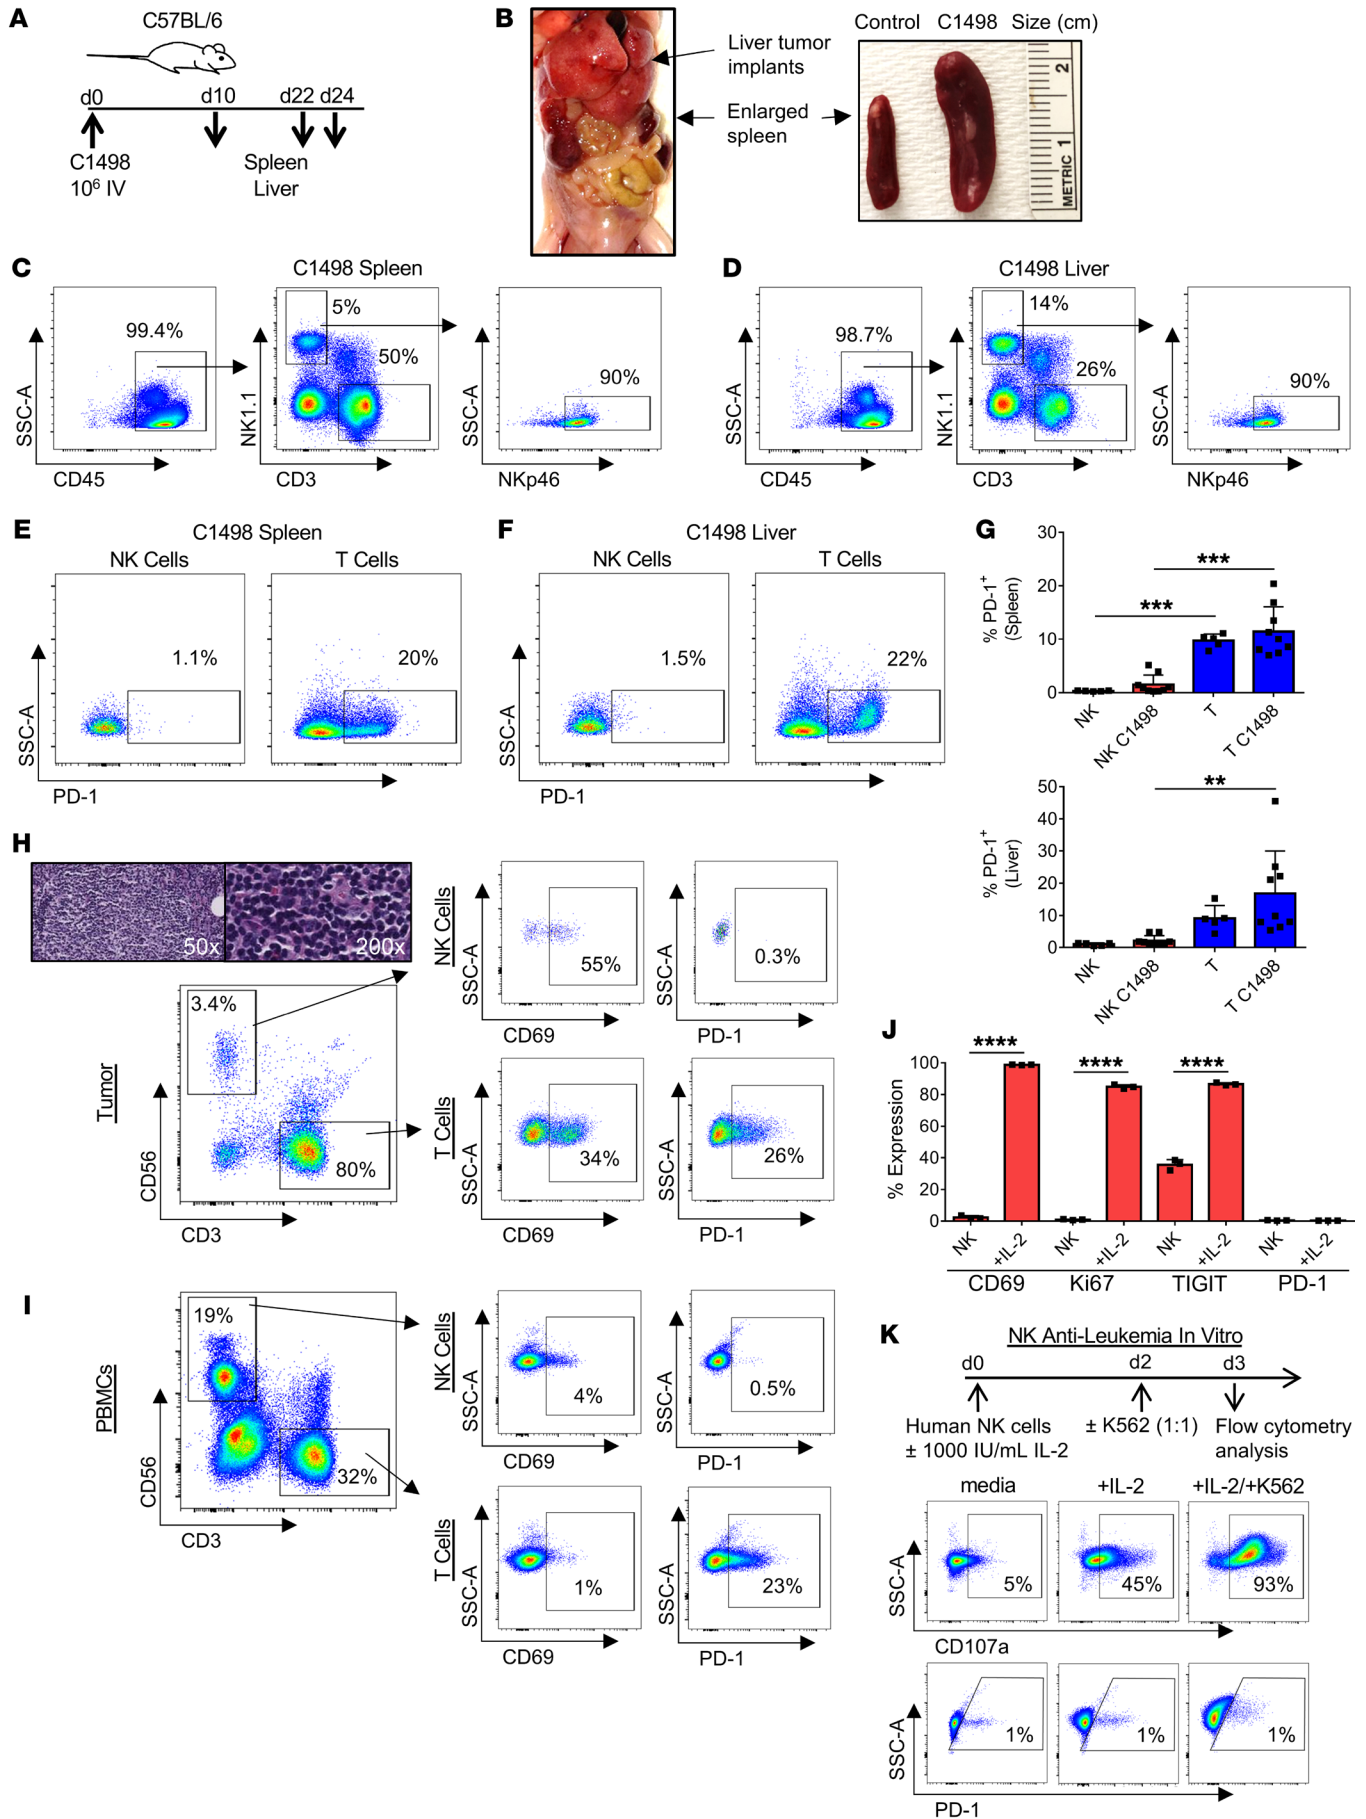 A
C57BL/6
d0
d10
d22
d24
C1498
10⁶ IV
Spleen
Liver
B
Liver tumor
implants
Enlarged
spleen
Control C1498 Size (cm)
2
METRIC 1
C
C1498 Spleen
99.4%
SSC-A
CD45
5%
50%
NK1.1
CD3
90%
SSC-A
NKp46
D
C1498 Liver
98.7%
SSC-A
CD45
14%
26%
NK1.1
CD3
90%
SSC-A
NKp46
E
C1498 Spleen
NK Cells
T Cells
1.1%
20%
SSC-A
PD-1
F
C1498 Liver
NK Cells
T Cells
1.5%
22%
SSC-A
PD-1
G
% PD-1⁺
(Spleen)
30
20
10
0
***
***
NK
NK C1498
T
T C1498
% PD-1⁺
(Liver)
50
40
30
20
10
0
**
NK
NK C1498
T
T C1498
H
50x
200x
Tumor
3.4%
80%
CD56
CD3
NK Cells
SSC-A
55%
CD69
SSC-A
0.3%
PD-1
T Cells
SSC-A
34%
CD69
SSC-A
26%
PD-1
I
PBMCs
19%
32%
CD56
CD3
NK Cells
SSC-A
4%
CD69
SSC-A
0.5%
PD-1
T Cells
SSC-A
1%
CD69
SSC-A
23%
PD-1
J
% Expression
100
80
60
40
20
0
****
****
****
NK
+IL-2
NK
+IL-2
NK
+IL-2
NK
+IL-2
CD69
Ki67
TIGIT
PD-1
K
NK Anti-Leukemia In Vitro
d0
d2
d3
Human NK cells
± 1000 IU/mL IL-2
± K562 (1:1)
Flow cytometry
analysis
media
+IL-2
+IL-2/+K562
SSC-A
5%
45%
93%
CD107a
SSC-A
1%
1%
1%
PD-1